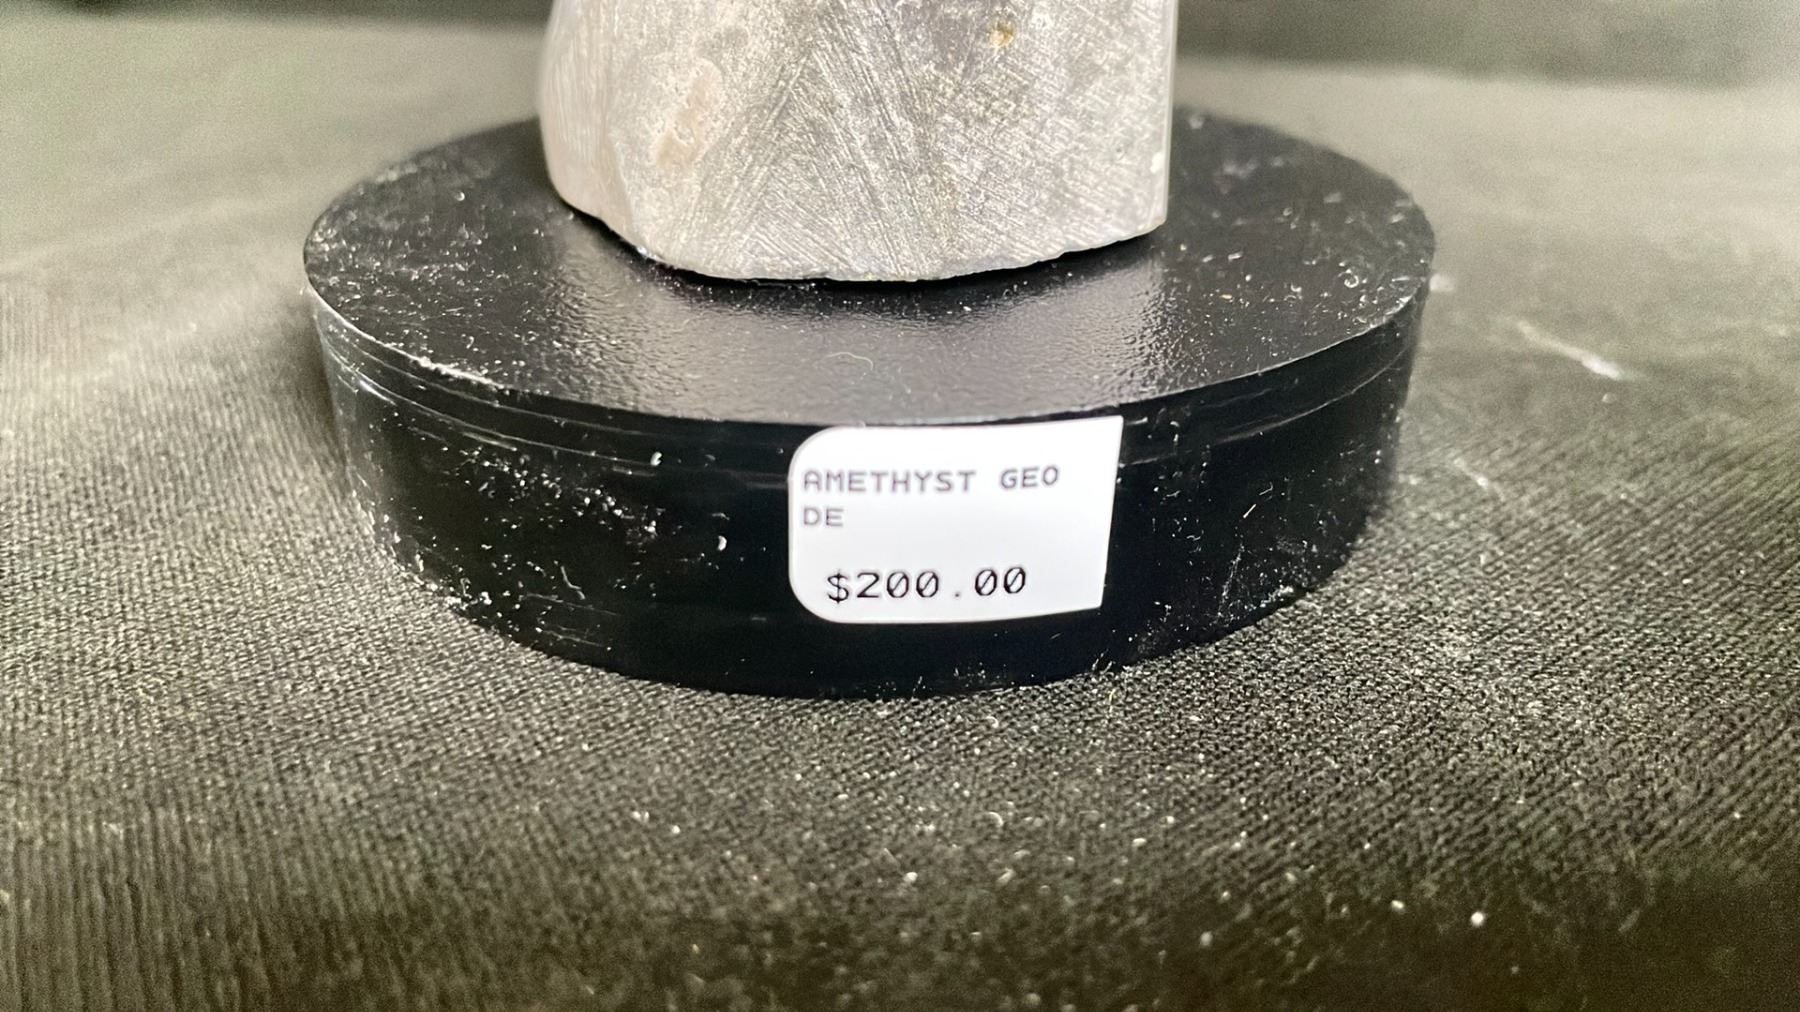 AMETHYST GEO
DE
$200.00